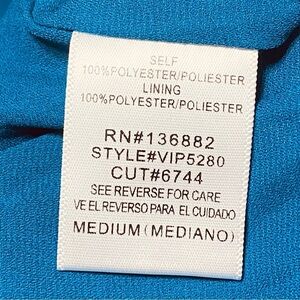 SELF
100%POLYESTER/POLIESTER
LINING
100%POLYESTER/POLIESTER
RN#136882
STYLE#VIP5280
CUT#6744
SEE REVERSE FOR CARE
VE EL REVERSO PARA EL CUIDADO
MEDIUM(MEDIANO)